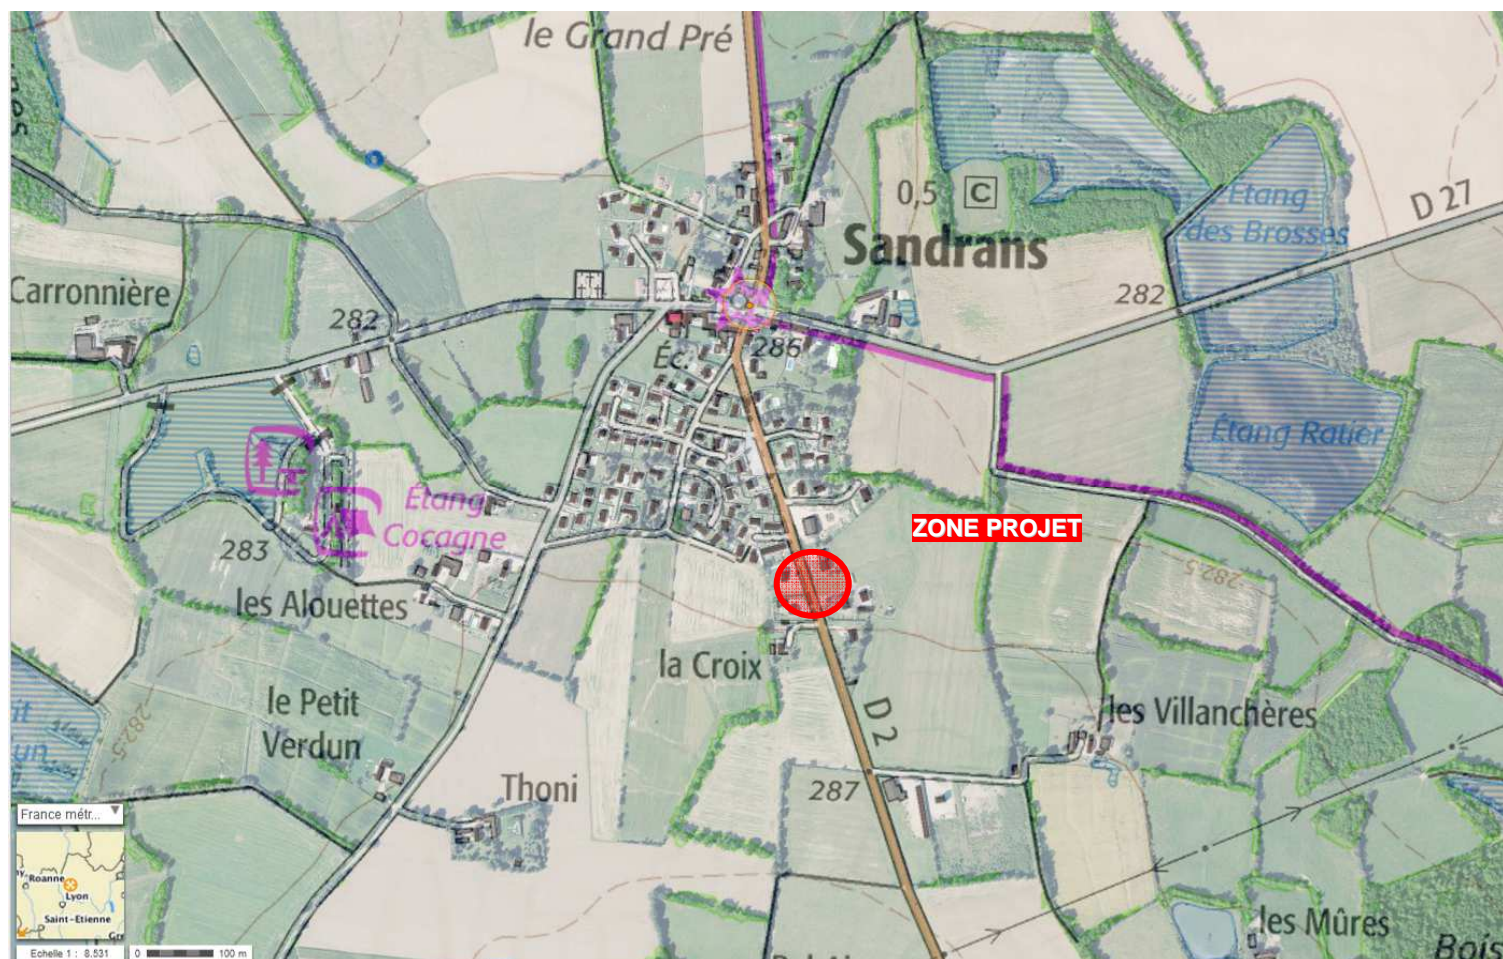 le Grand Pré
nes
0,5 C
Étang
des Brosses
D 27
Sandrans
Carronnière
282
282
286
Éc.
Étang Ratier
Étang
Cocagne
283
ZONE PROJET
282.5
les Alouettes
la Croix
le Petit
Verdun
282.5
D 2
les Villanchères
Thoni
287
France métr...
Roanne
Lyon
Saint-Etienne
les Mûres
Bois
Echelle 1 : 8.531
0 100 m